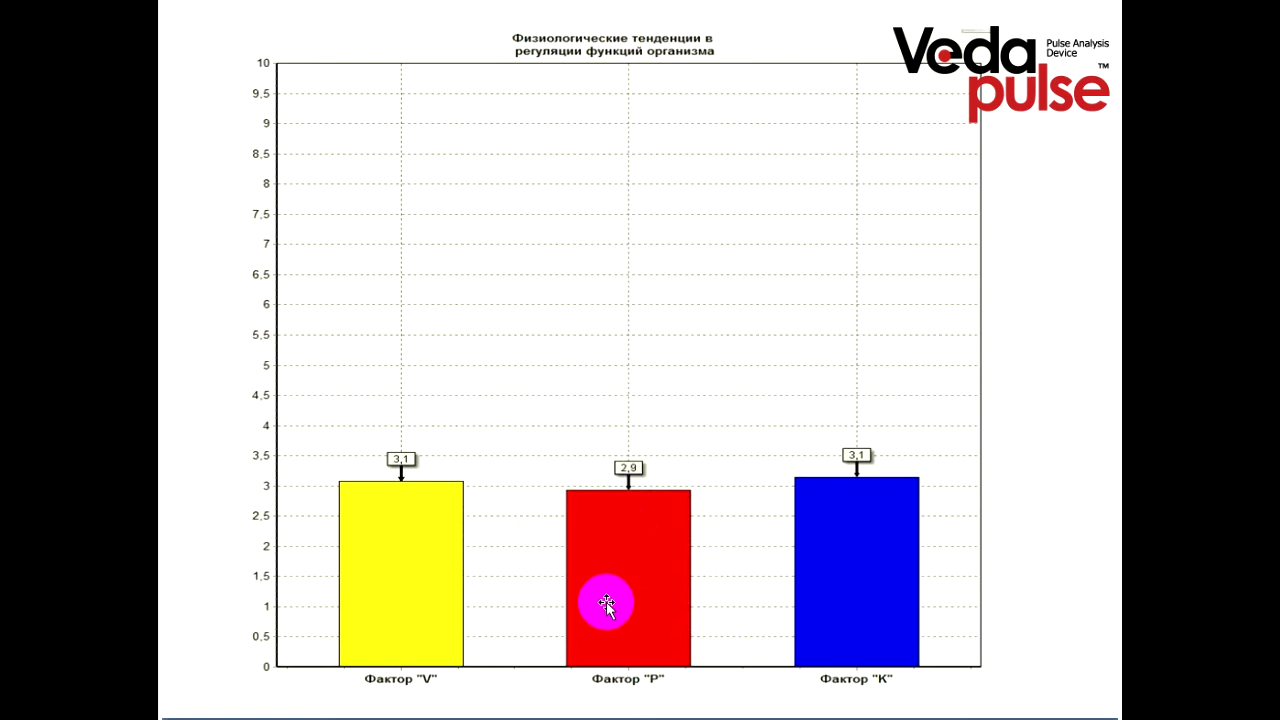 Физиологические тенденции в
регуляции функций организма
Veda
Pulse Analysis
Device
pulse™
10
9,5
9
8,5
8
7,5
7
6,5
6
5,5
5
4,5
4
3,5
3
2,5
2
1,5
1
0,5
0
3,1
2,9
3,1
Фактор "V"
Фактор "P"
Фактор "K"